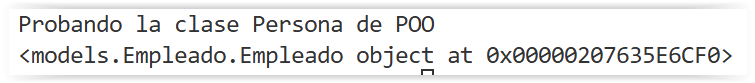 Probando la clase Persona de POO
<models.Empleado.Empleado object at 0x00000207635E6CF0>